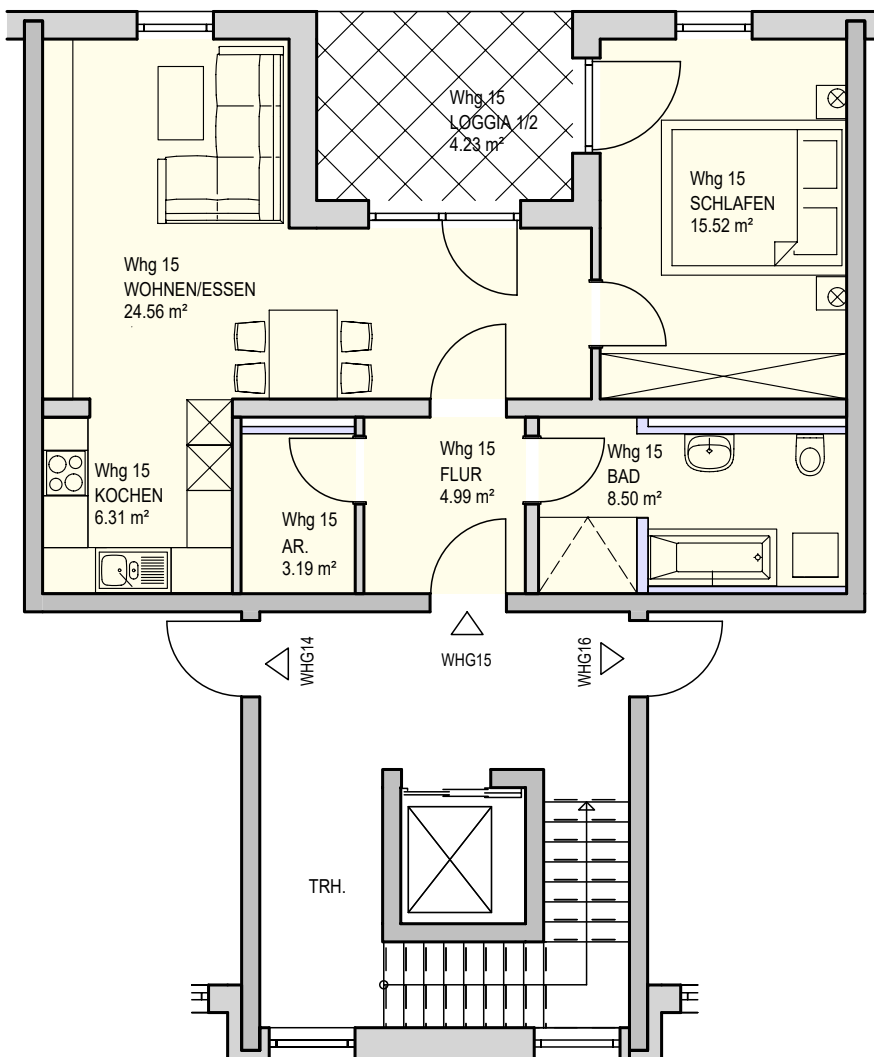 Whg 15
LOGGIA 1/2
4.23 m²
Whg 15
SCHLAFEN
15.52 m²
Whg 15
WOHNEN/ESSEN
24.56 m²
Whg 15
KOCHEN
6.31 m²
Whg 15
AR.
3.19 m²
Whg 15
FLUR
4.99 m²
Whg 15
BAD
8.50 m²
WHG14
WHG15
WHG16
TRH.